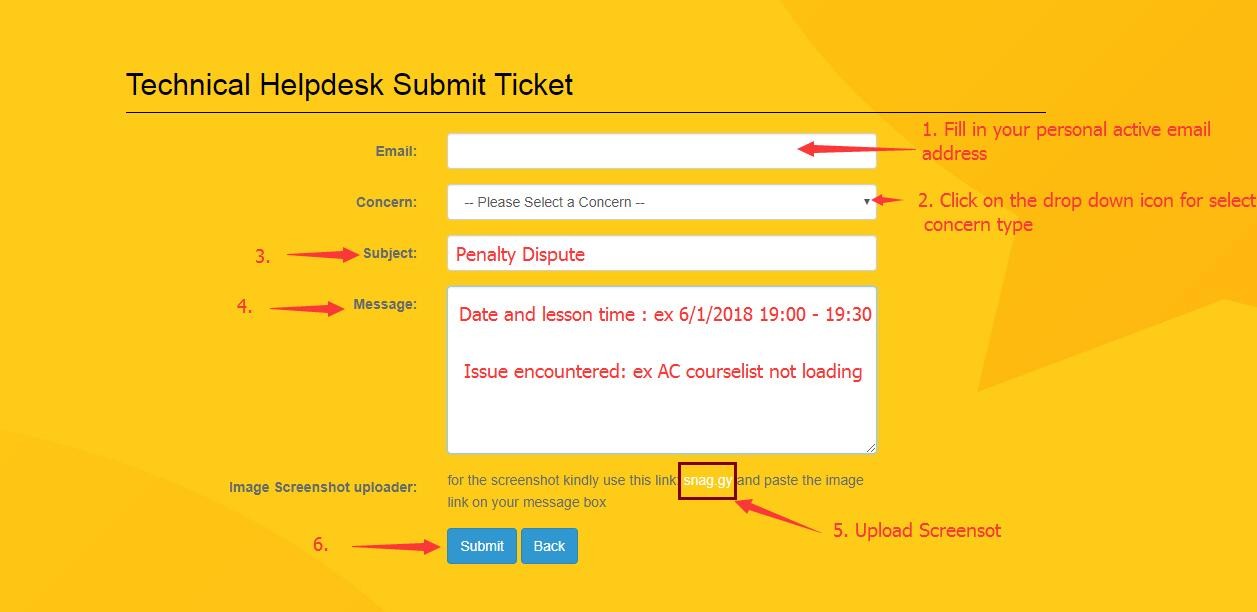 Technical Helpdesk Submit Ticket
1. Fill in your personal active email
address
Email:
Concern:
-- Please Select a Concern --
2. Click on the drop down icon for select
concern type
3.
Subject:
Penalty Dispute
4.
Message:
Date and lesson time : ex 6/1/2018 19:00 - 19:30
Issue encountered: ex AC courselist not loading
Image Screenshot uploader:
for the screenshot kindly use this link: snag.gy and paste the image
link on your message box
5. Upload Screensot
6.
Submit
Back